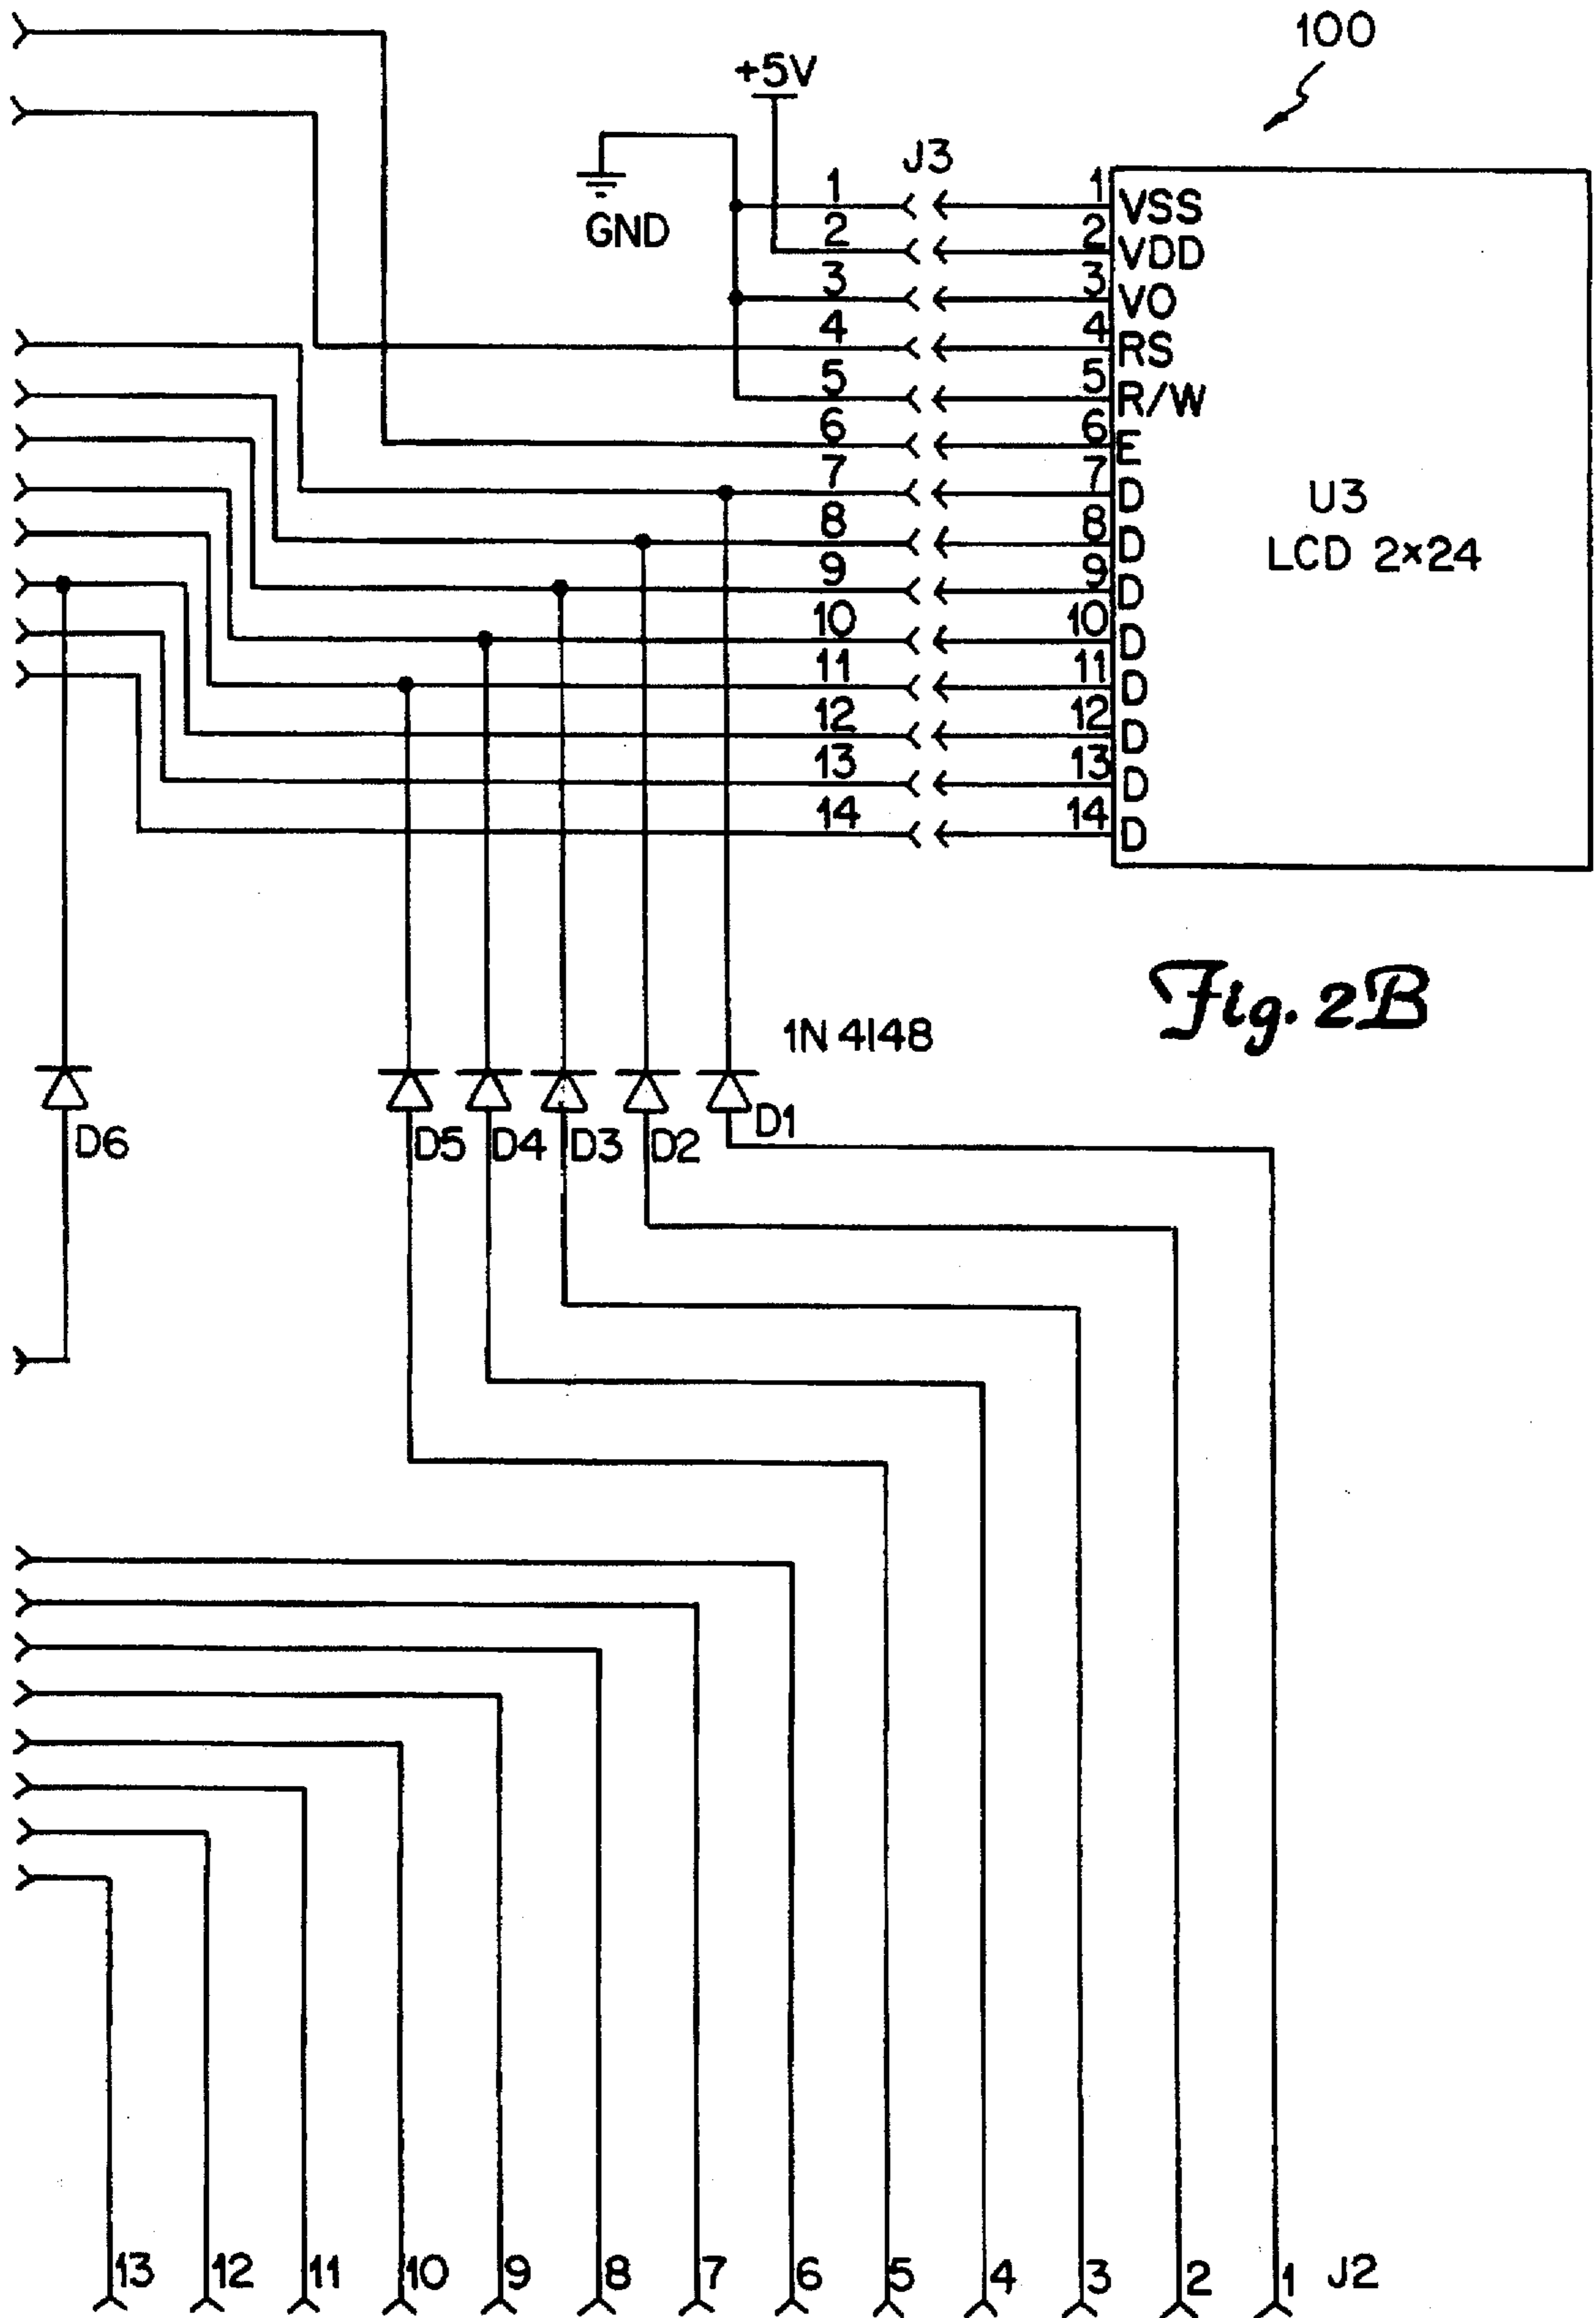 100
+5V
J3
GND
1 1 VSS
2 2 VDD
3 3 VO
4 4 RS
5 5 R/W
6 6 E
7 7 D
8 8 D
9 9 D
10 10 D
11 11 D
12 12 D
13 13 D
14 14 D
U3
LCD 2×24
Fig. 2B
1N 4148
D6 D5 D4 D3 D2 D1
13 12 11 10 9 8 7 6 5 4 3 2 1 J2